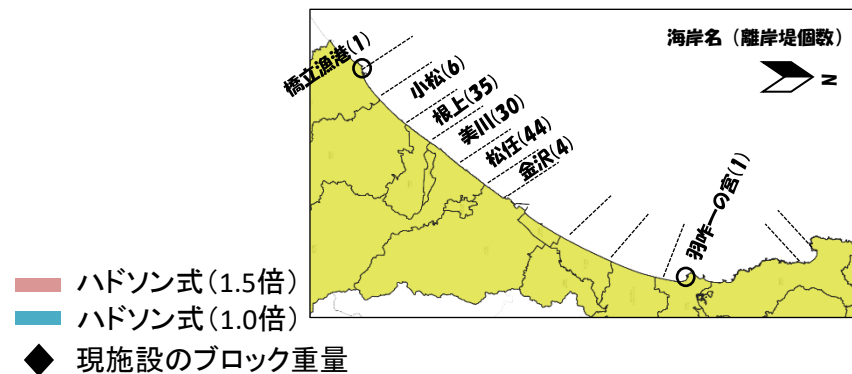 海岸名（離岸堤個数）
N
橋立漁港(1)
小松(6)
根上(35)
美川(30)
松任(44)
金沢(4)
羽咋一の宮(1)
ハドソン式（1.5倍）
ハドソン式（1.0倍）
現施設のブロック重量